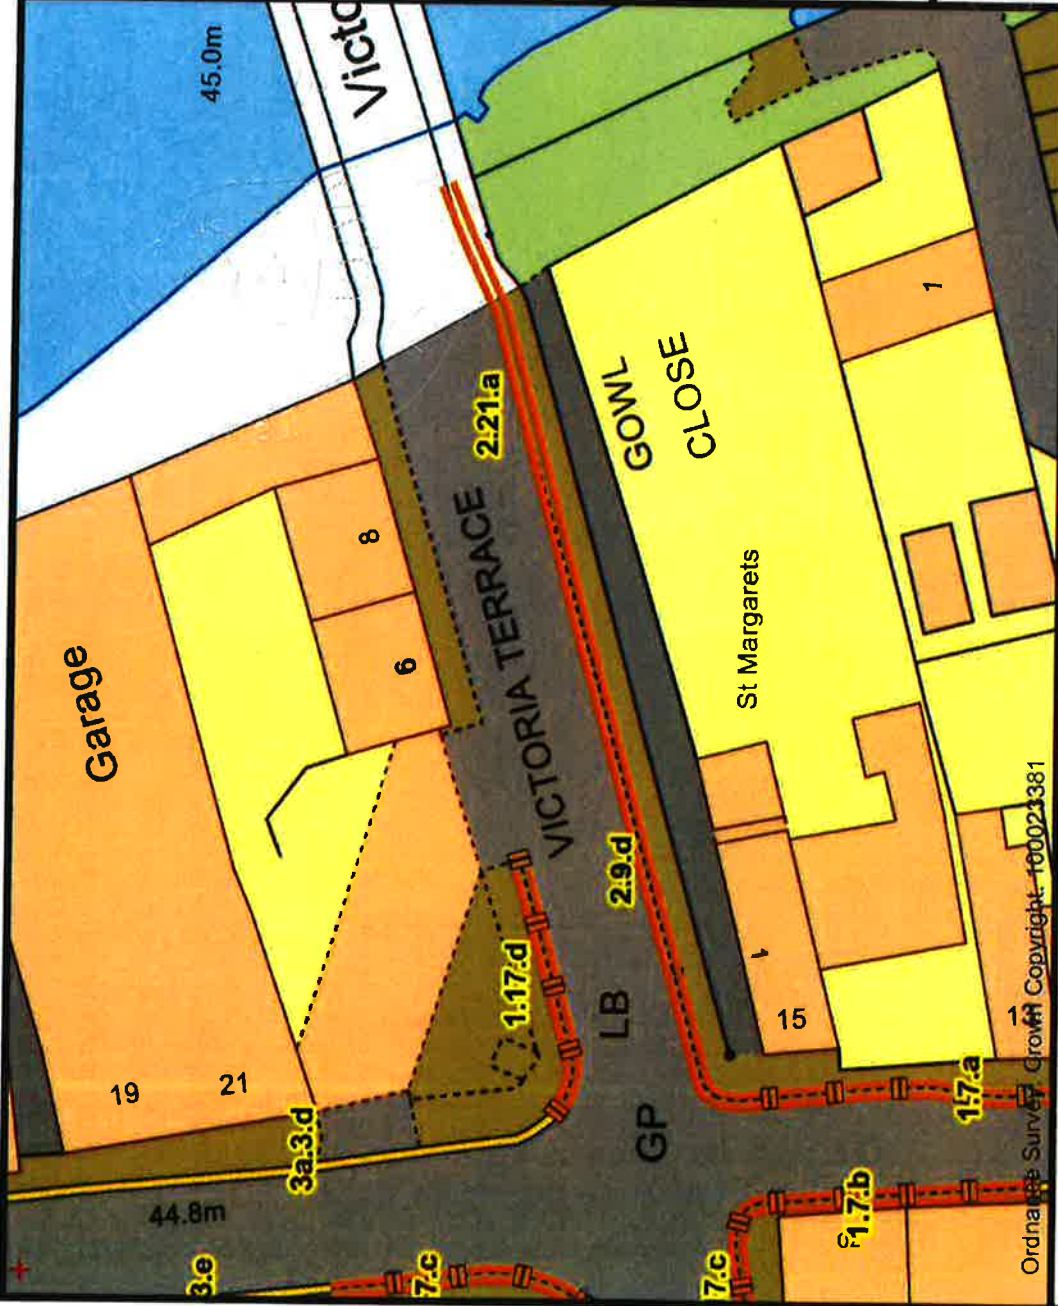 45.0m
Victo
Garage
2.21.a
GOWL
CLOSE
1
8
6
VICTORIA TERRACE
St Margarets
2.9.d
1.17.d
LB
1
15
19
21
3a.3.d
GP
1.7.a
44.8m
1.7.b
3.e
7.c
7.c
Ordnance Survey Crown Copyright. 100023381